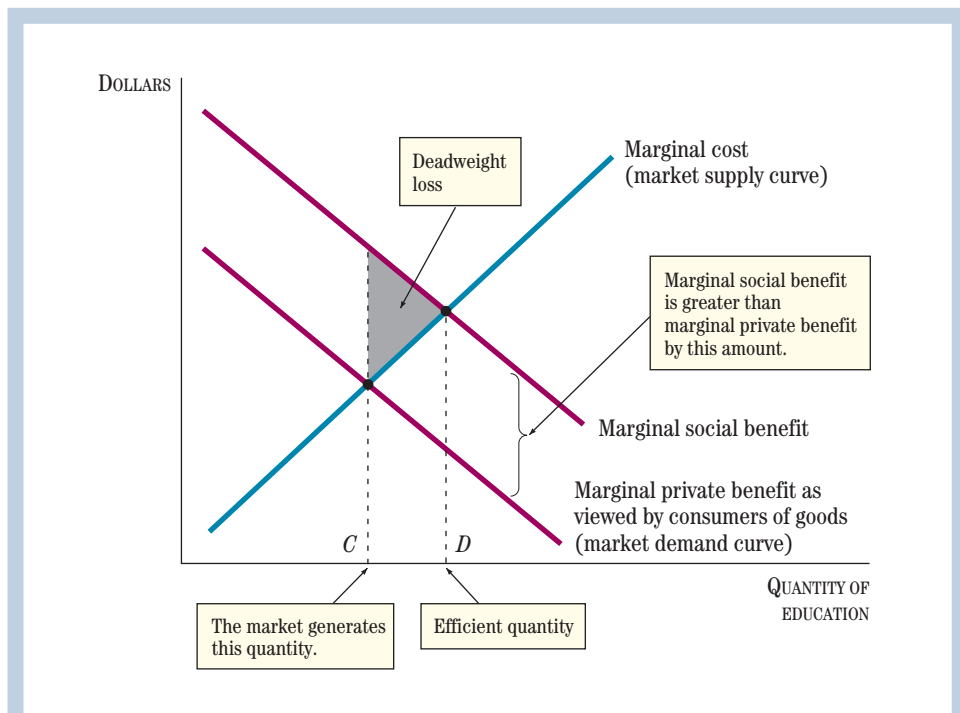 DOLLARS
Deadweight
loss
Marginal cost
(market supply curve)
Marginal social benefit
is greater than
marginal private benefit
by this amount.
Marginal social benefit
Marginal private benefit as
viewed by consumers of goods
(market demand curve)
C
D
QUANTITY OF
EDUCATION
The market generates
this quantity.
Efficient quantity